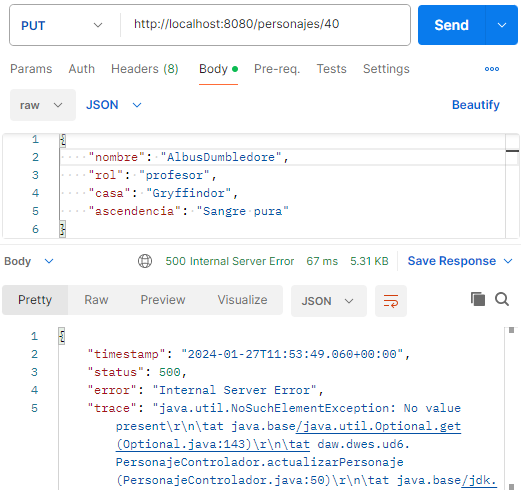 PUT http://localhost:8080/personajes/40 Send
Params Auth Headers (8) Body Pre-req. Tests Settings
raw JSON Beautify
1 {
2 "nombre": "AlbusDumbledore",
3 "rol": "profesor",
4 "casa": "Gryffindor",
5 "ascendencia": "Sangre pura"
6 }
Body 500 Internal Server Error 67 ms 5.31 KB Save Response
Pretty Raw Preview Visualize JSON
1 {
2 "timestamp": "2024-01-27T11:53:49.060+00:00",
3 "status": 500,
4 "error": "Internal Server Error",
5 "trace": "java.util.NoSuchElementException: No value
present\r\n\tat java.base/java.util.Optional.get
(Optional.java:143)\r\n\tat daw.dwes.ud6.
PersonajeControlador.actualizarPersonaje
(PersonajeControlador.java:50)\r\n\tat java.base/jdk.